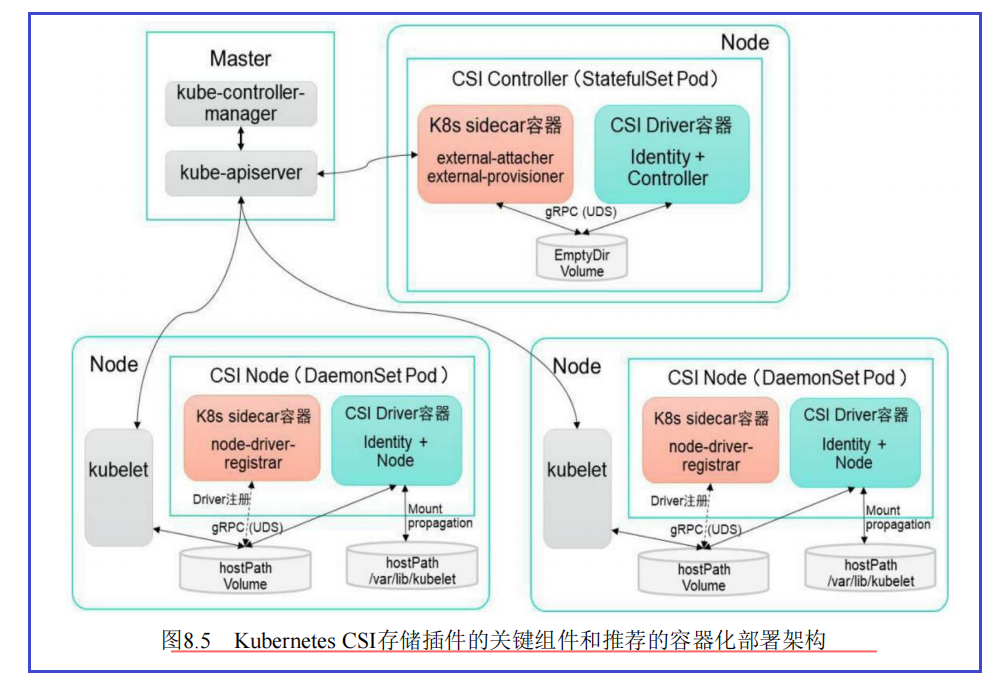 Master
kube-controller-
manager
kube-apiserver
Node
CSI Controller（StatefulSet Pod）
K8s sidecar容器
external-attacher
external-provisioner
CSI Driver容器
Identity +
Controller
gRPC (UDS)
EmptyDir
Volume
Node
CSI Node（DaemonSet Pod）
kubelet
K8s sidecar容器
node-driver-
registrar
CSI Driver容器
Identity +
Node
Driver注册
gRPC (UDS)
Mount
propagation
hostPath
Volume
hostPath
/var/lib/kubelet
Node
CSI Node（DaemonSet Pod）
kubelet
K8s sidecar容器
node-driver-
registrar
CSI Driver容器
Identity +
Node
Driver注册
gRPC (UDS)
Mount
propagation
hostPath
Volume
hostPath
/var/lib/kubelet
图8.5 Kubernetes CSI存储插件的关键组件和推荐的容器化部署架构